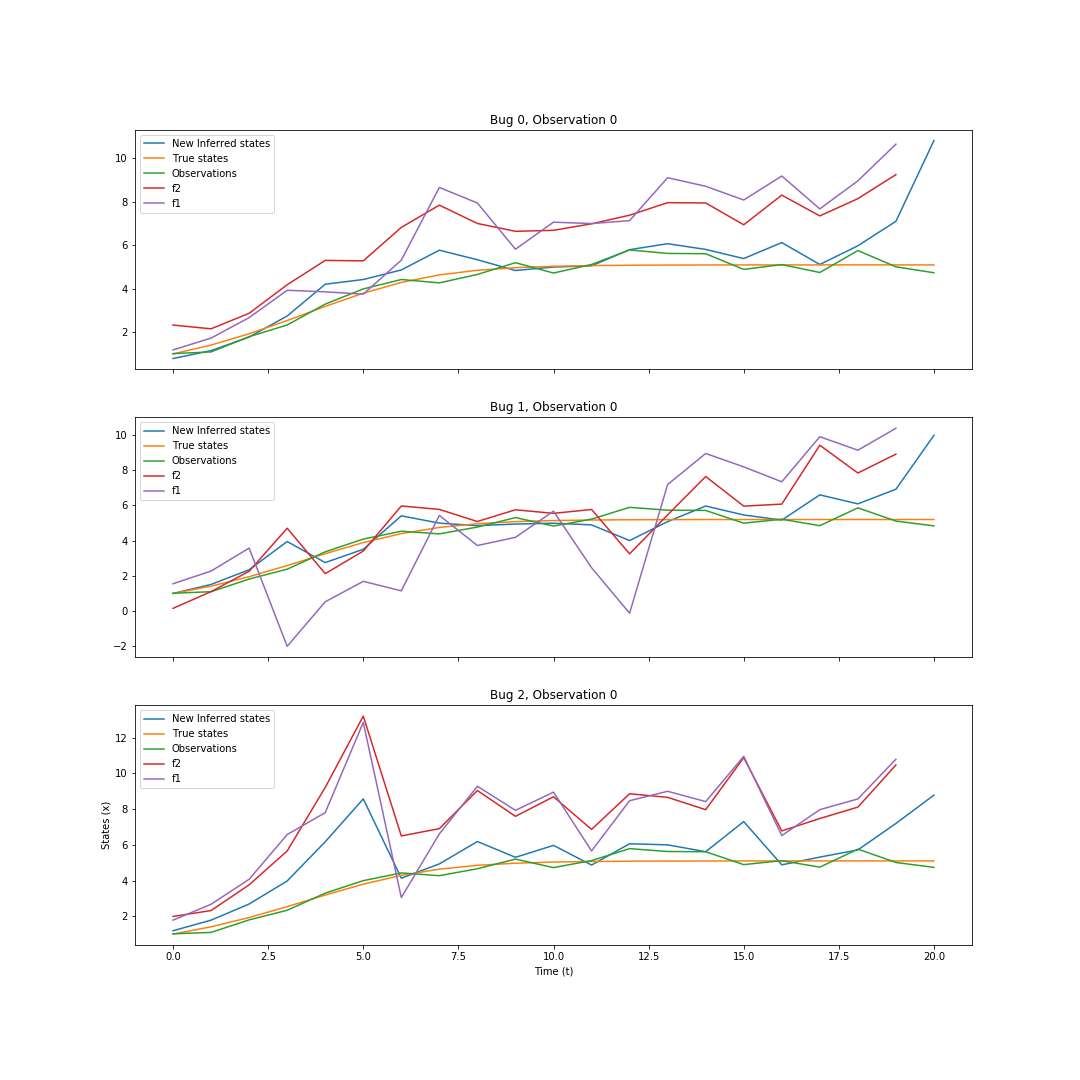 Bug 0, Observation 0
New Inferred states
True states
Observations
f2
f1
10
8
6
4
2
Bug 1, Observation 0
New Inferred states
True states
Observations
f2
f1
10
8
6
4
2
0
−2
Bug 2, Observation 0
New Inferred states
True states
Observations
f2
f1
12
10
8
6
4
2
States (x)
0.0 2.5 5.0 7.5 10.0 12.5 15.0 17.5 20.0
Time (t)